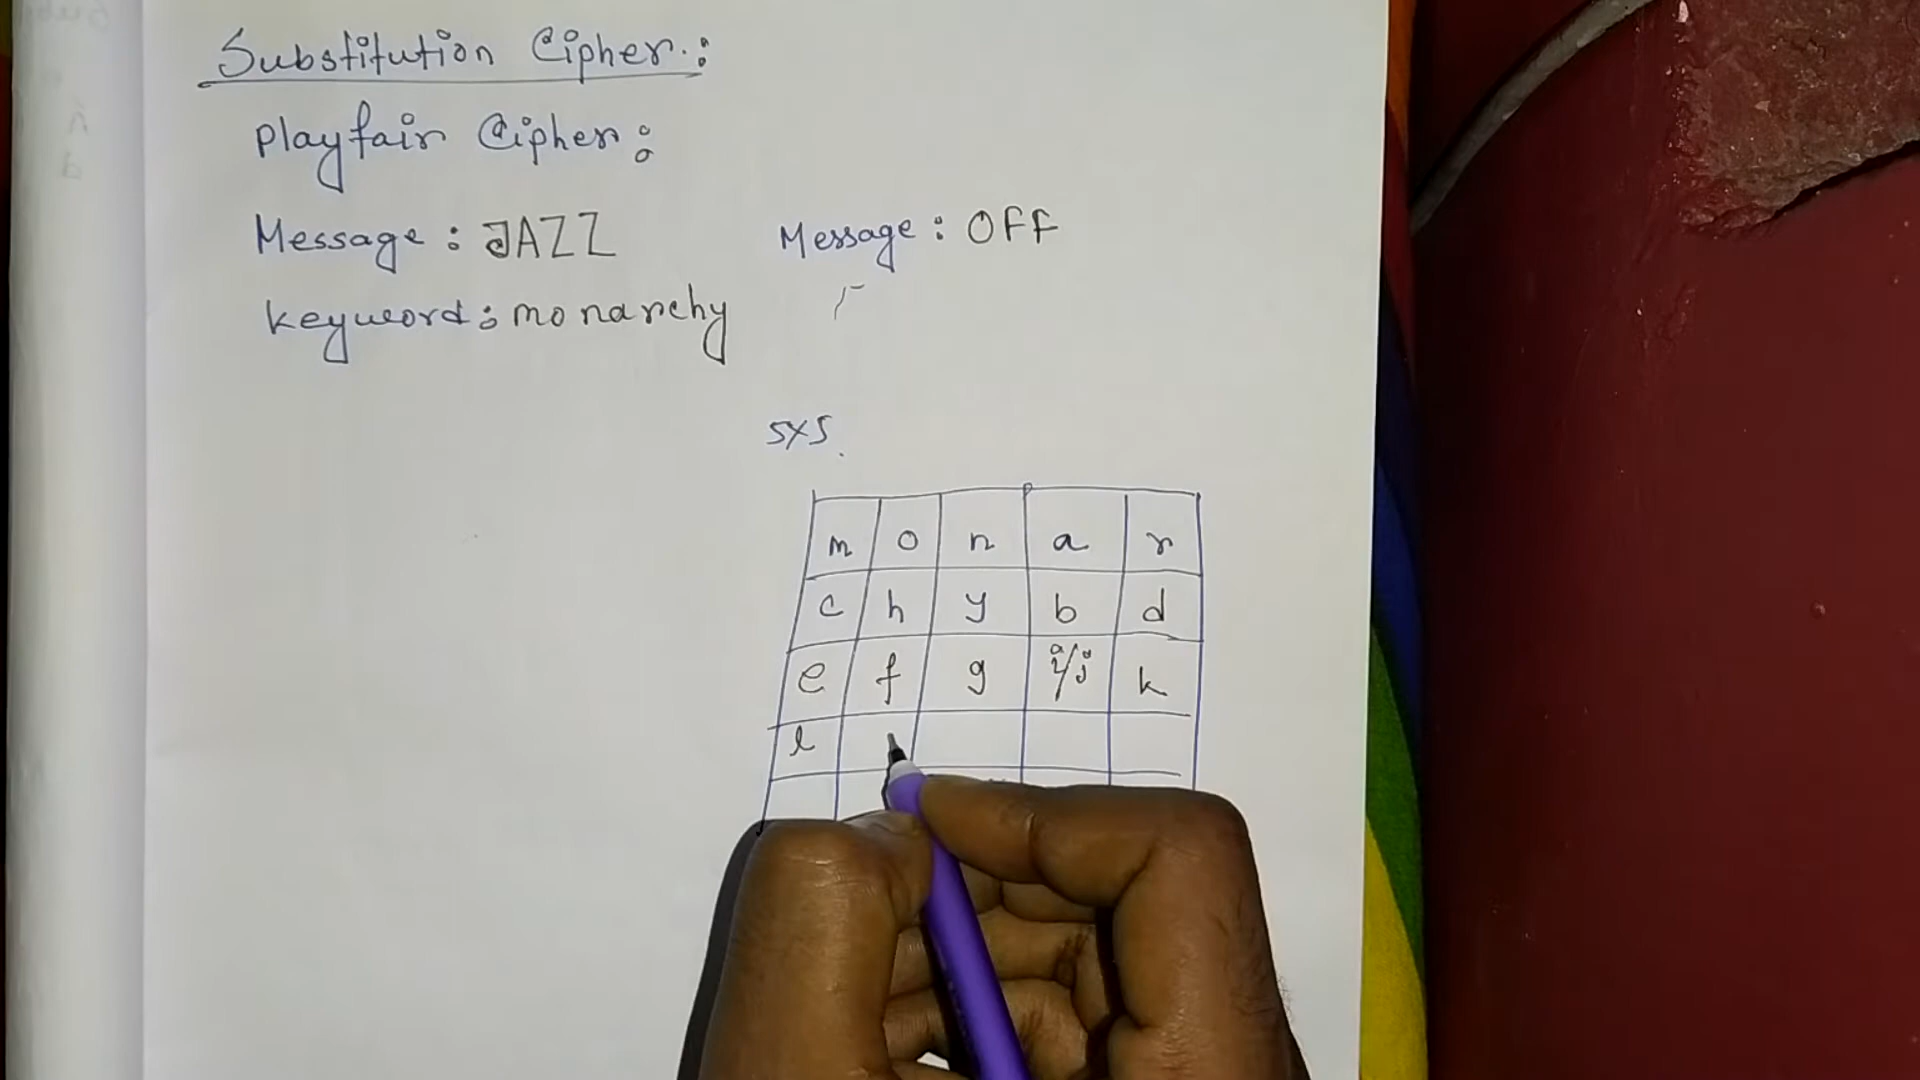 Substitution Cipher:
Playfair Cipher:
Message: JAZZ
Message: OFF
keyword: monarchy
5x5
m o n a r
c h y b d
e f g i/j k
l